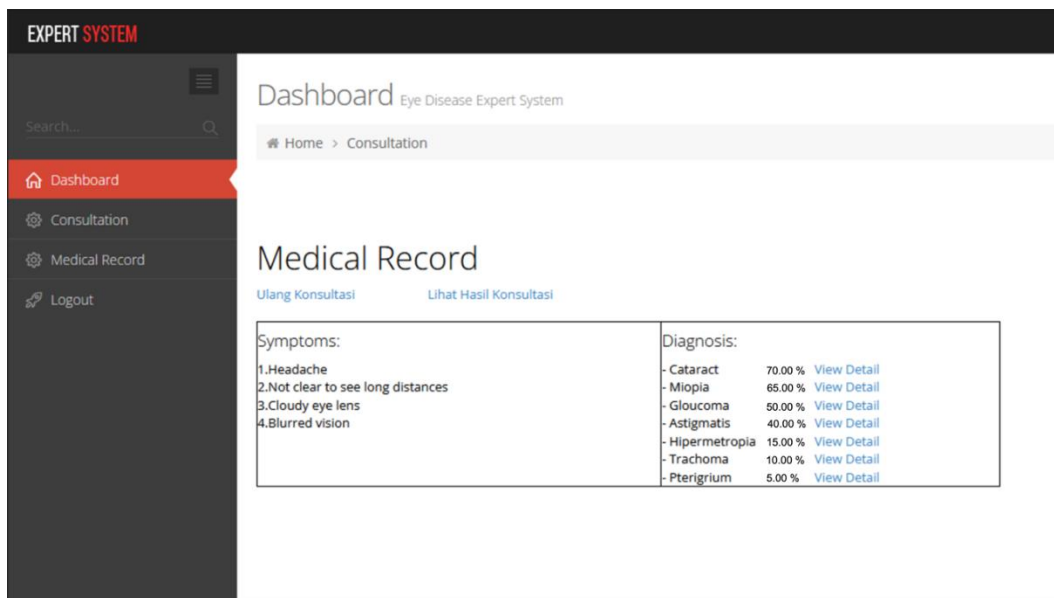 EXPERT SYSTEM
Search...
Dashboard
Consultation
Medical Record
Logout
Dashboard Eye Disease Expert System
Home > Consultation
Medical Record
Ulang Konsultasi Lihat Hasil Konsultasi
Symptoms:
1.Headache
2.Not clear to see long distances
3.Cloudy eye lens
4.Blurred vision
Diagnosis:
- Cataract 70.00 % View Detail
- Miopia 65.00 % View Detail
- Gloucoma 50.00 % View Detail
- Astigmatis 40.00 % View Detail
- Hipermetropia 15.00 % View Detail
- Trachoma 10.00 % View Detail
- Pterigrium 5.00 % View Detail